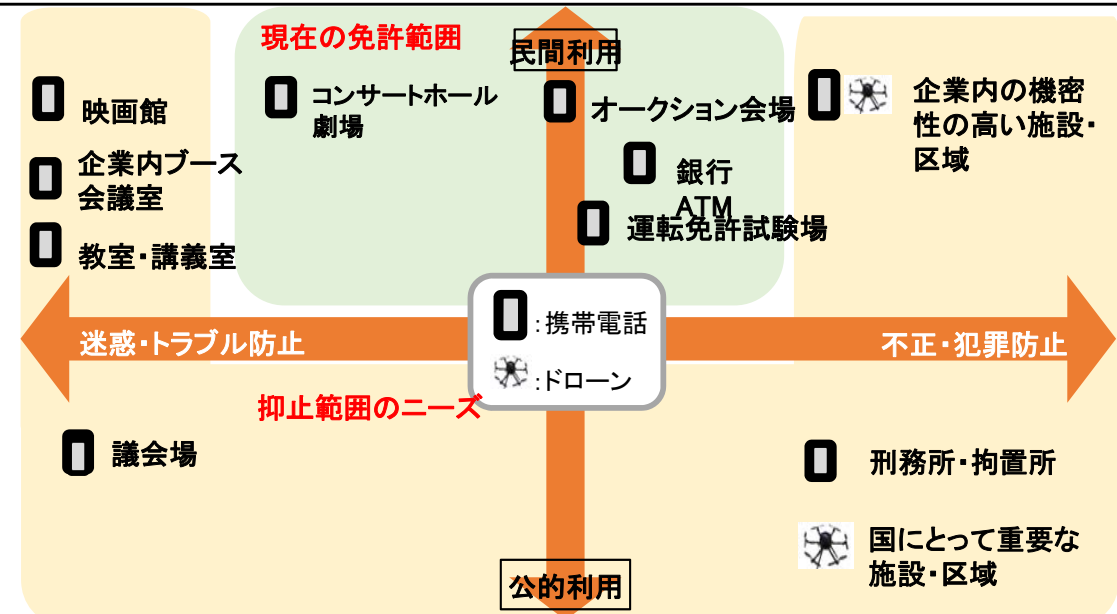 現在の免許範囲
民間利用
映画館
企業内ブース
会議室
教室・講義室
コンサートホール
劇場
オークション会場
銀行
ATM
運転免許試験場
企業内の機密
性の高い施設・
区域
迷惑・トラブル防止
:携帯電話
:ドローン
不正・犯罪防止
抑止範囲のニーズ
議会場
刑務所・拘置所
国にとって重要な
施設・区域
公的利用